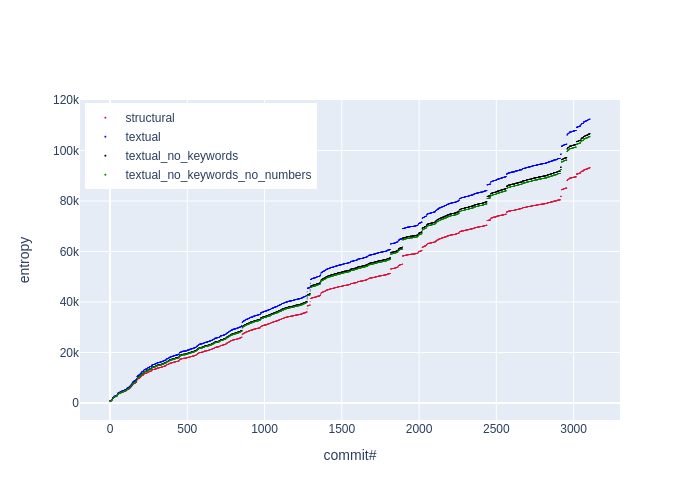 120k
100k
80k
60k
40k
20k
0
entropy
structural
textual
textual_no_keywords
textual_no_keywords_no_numbers
0
500
1000
1500
2000
2500
3000
commit#